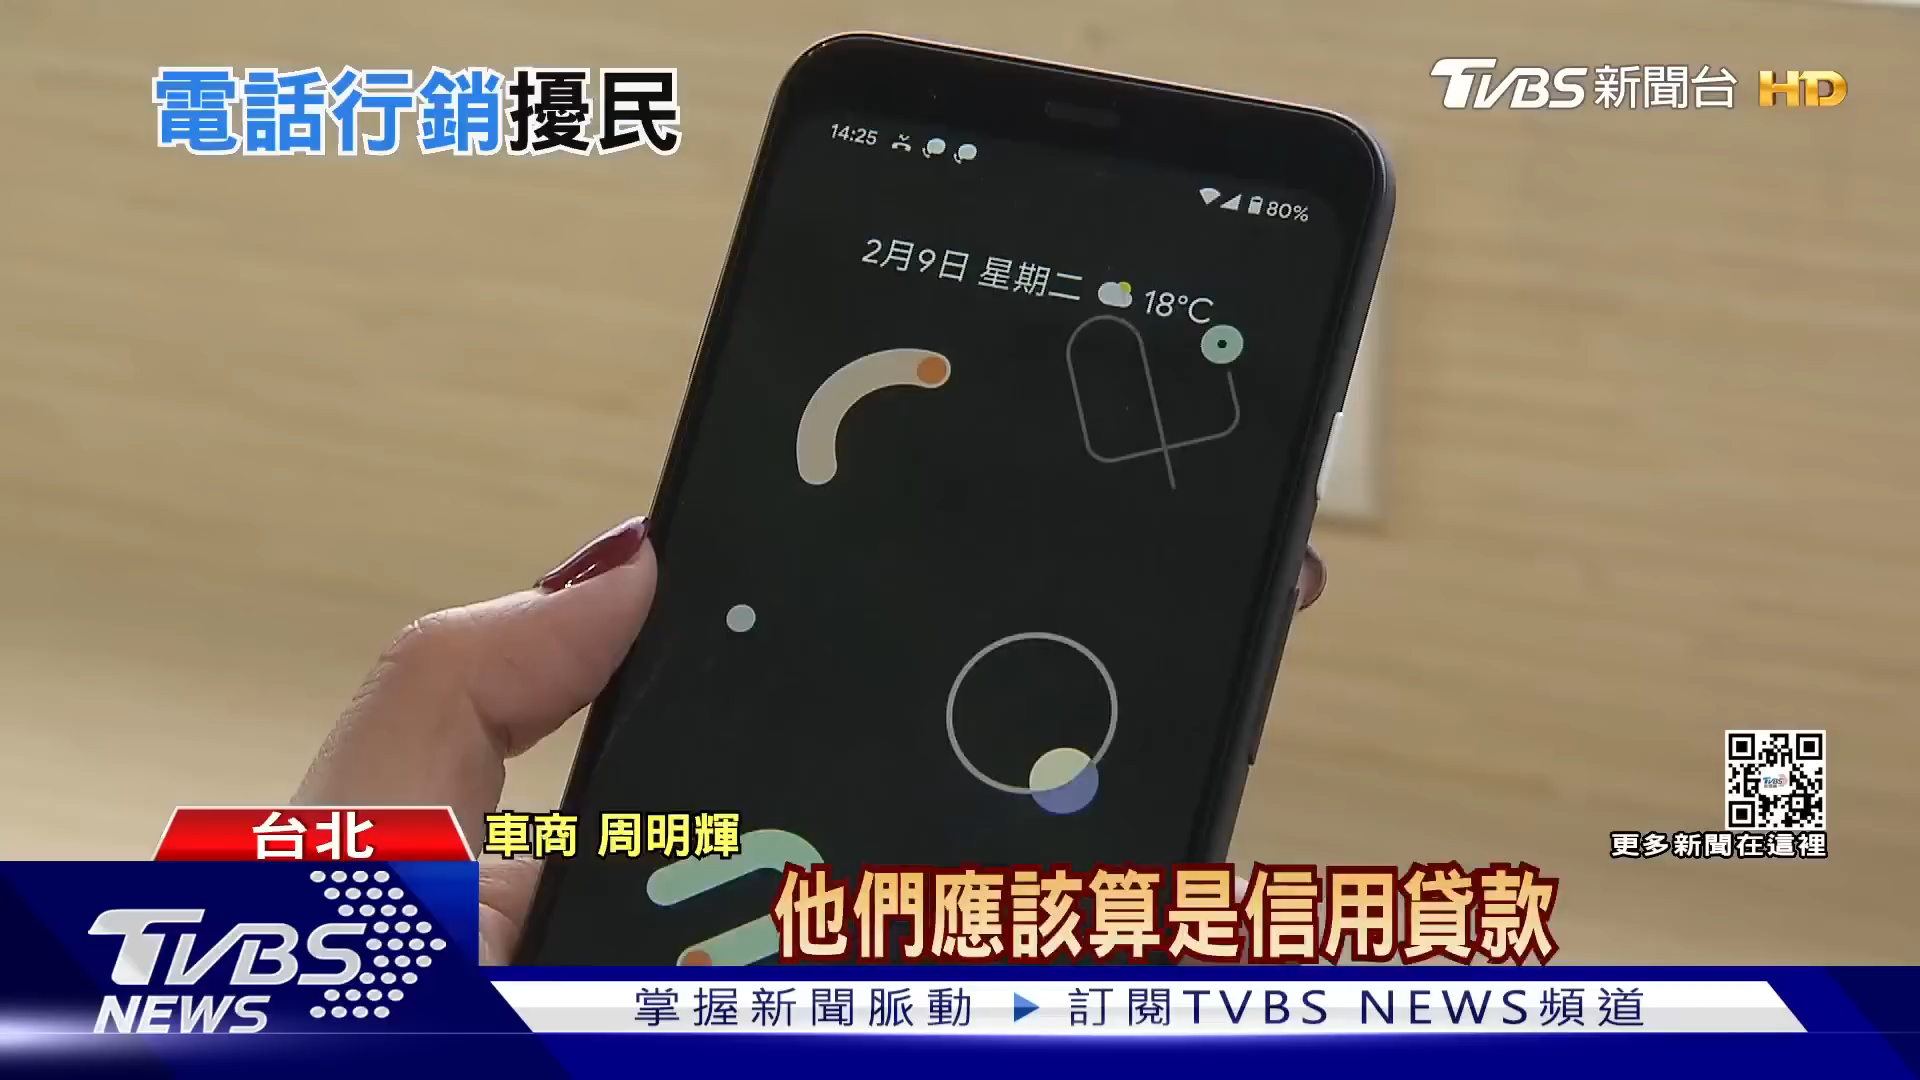 電話行銷擾民
TVBS新聞台 HD
14:25
80%
2月9日 星期二 18°C
TVBS
更多新聞在這裡
台北
車商 周明輝
他們應該算是信用貸款
TVBS
NEWS
掌握新聞脈動 訂閱TVBS NEWS頻道